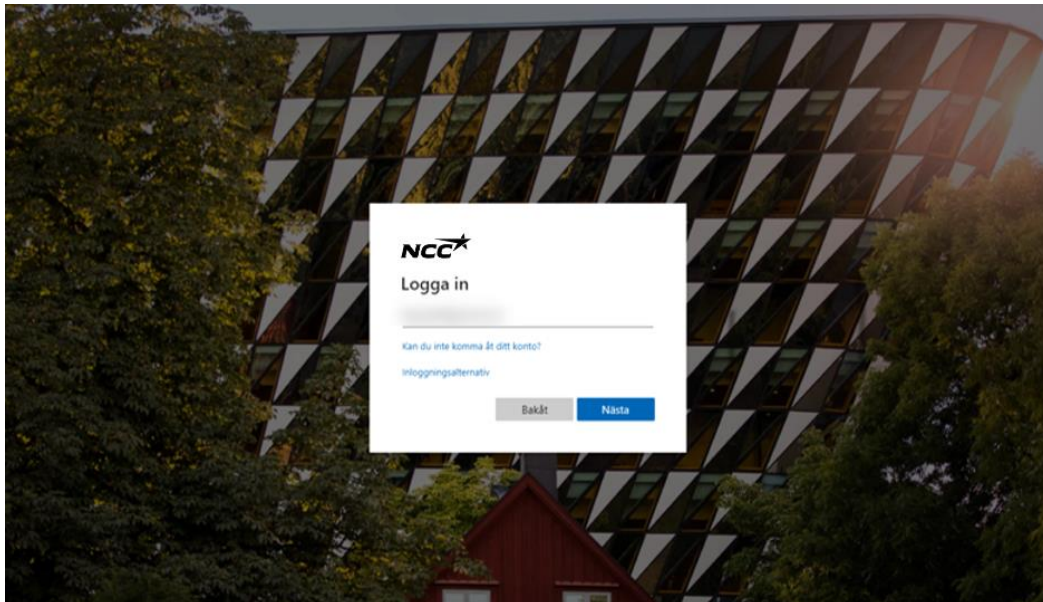 NCC
Logga in
Kan du inte komma åt ditt konto?
Inloggningsalternativ
Bakåt
Nästa